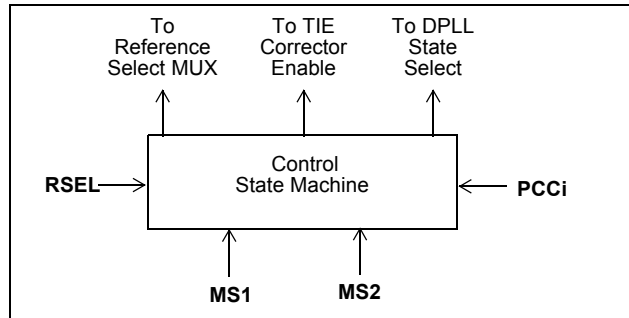 To
Reference
Select MUX
To TIE
Corrector
Enable
To DPLL
State
Select
Control
State Machine
RSEL
PCCi
MS1
MS2